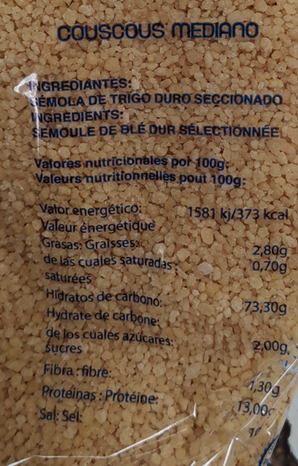 COUSCOUS MEDIANO
INGREDIANTES:
SÉMOLA DE TRIGO DURO SECCIONADO
INGRÉDIENTS:
SEMOULE DE BLÉ DUR SÉLECTIONNÉE
Valores nutricionales por 100g:
Valeurs nutritionnelles pout 100g:
Valor energético: 1581 kj/373 kcal
Valeur énergétique
Grasas: Graisses: 2,80g
de las cuales saturadas: 0,70g
saturées
Hidratos de carbono: 73,30g
Hydrate de carbone:
de los cuales azúcares: 2,00g,
sucres
Fibra : fibre: 4,30g
Proteinas : Protéine: 13,00g
Sal: Sel: